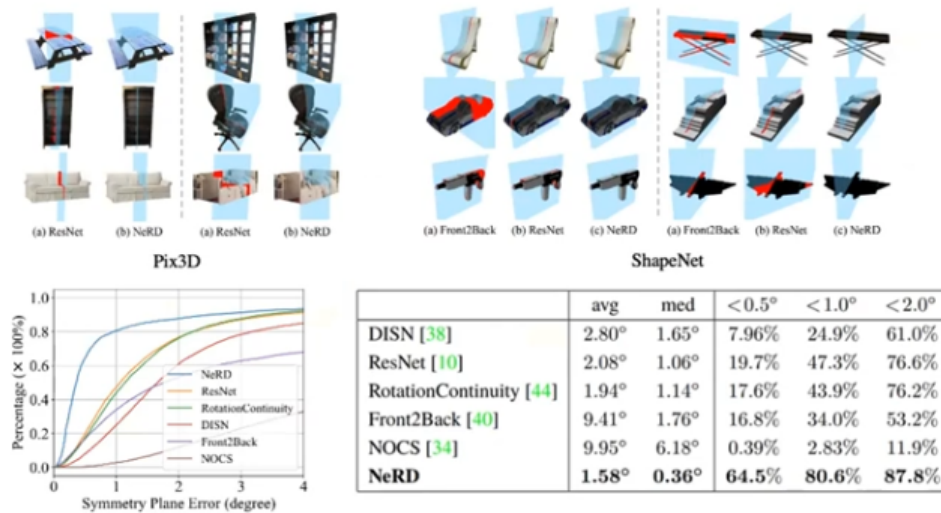 (a) ResNet (b) NeRD (a) ResNet (b) NeRD
Pix3D
(a) Front2Back (b) ResNet (c) NeRD (a) Front2Back (b) ResNet (c) NeRD
ShapeNet
Percentage (× 100%)
1.0
0.8
0.6
0.4
0.2
0.0
NeRD
ResNet
RotationContinuity
DISN
Front2Back
NOCS
0 1 2 3 4
Symmetry Plane Error (degree)
avg med <0.5° <1.0° <2.0°
DISN [38] 2.80° 1.65° 7.96% 24.9% 61.0%
ResNet [10] 2.08° 1.06° 19.7% 47.3% 76.6%
RotationContinuity [44] 1.94° 1.14° 17.6% 43.9% 76.2%
Front2Back [40] 9.41° 1.76° 16.8% 34.0% 53.2%
NOCS [34] 9.95° 6.18° 0.39% 2.83% 11.9%
NeRD 1.58° 0.36° 64.5% 80.6% 87.8%